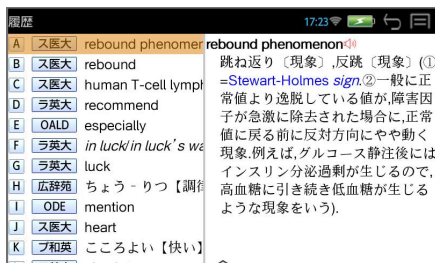 履歴 17:23
A ス医大 rebound phenomer
B ス医大 rebound
C ス医大 human T-cell lymph
D ラ英大 recommend
E OALD especially
F ラ英大 in luck/in luck's wa
G ラ英大 luck
H 広辞苑 ちょう‐りつ【調律
I ODE mention
J ス医大 heart
K プ和英 こころよい【快い】
rebound phenomenon
跳ね返り〔現象〕,反跳〔現象〕(①
=Stewart-Holmes sign.②一般に正
常値より逸脱している値が,障害因
子が急激に除去された場合に,正常
値に戻る前に反対方向にやや動く
現象.例えば,グルコース静注後には
インスリン分泌過剰が生じるので,
高血糖に引き続き低血糖が生じる
ような現象をいう).